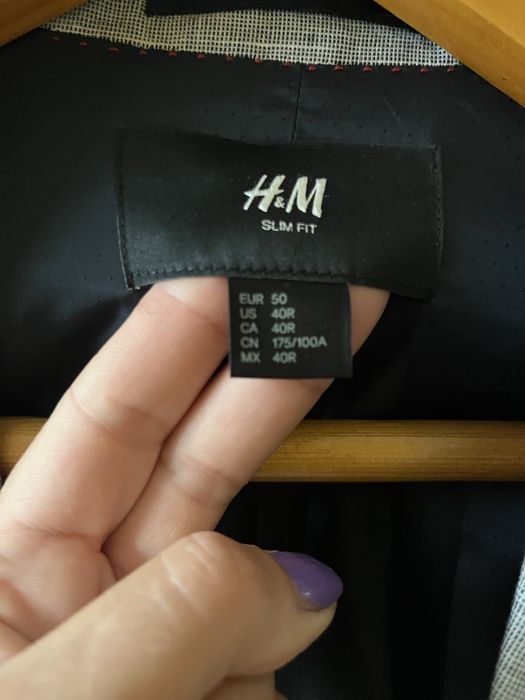 H&M
SLIM FIT
EUR 50
US 40R
CA 40R
CN 175/100A
MX 40R